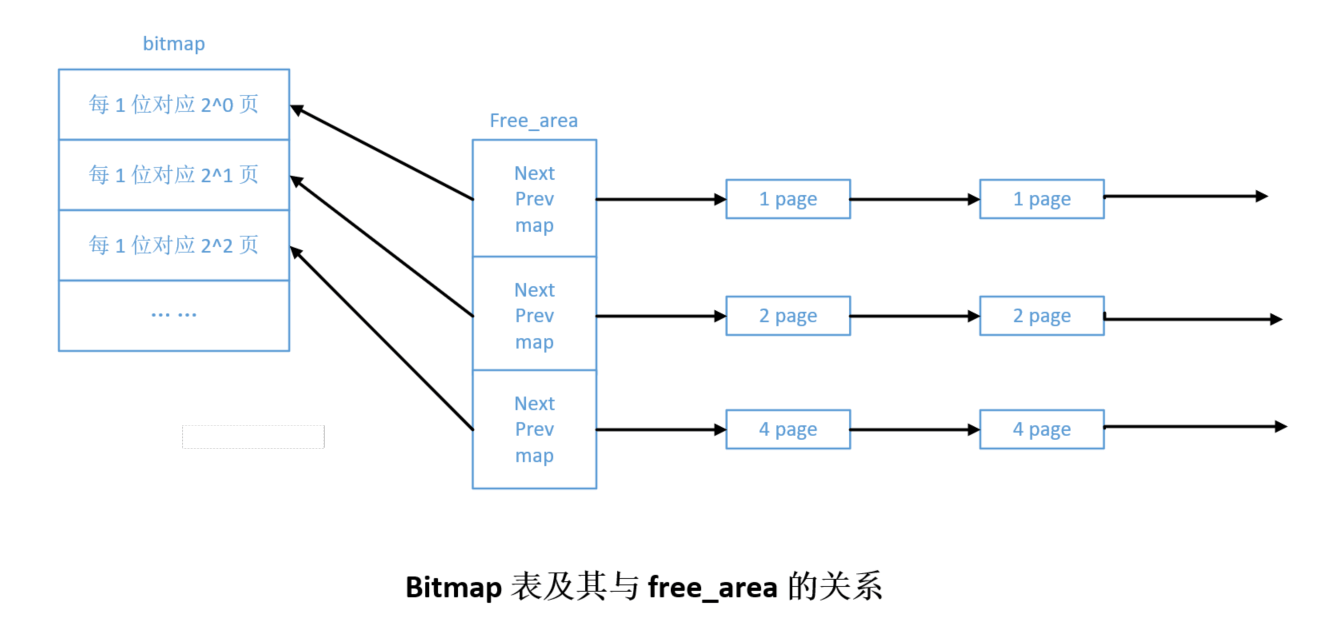 bitmap
每 1 位对应 2^0 页
每 1 位对应 2^1 页
每 1 位对应 2^2 页
... ...
Free_area
Next
Prev
map
1 page
1 page
Next
Prev
map
2 page
2 page
Next
Prev
map
4 page
4 page
Bitmap 表及其与 free_area 的关系